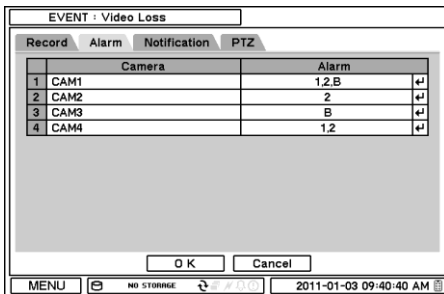 EVENT : Video Loss
Record Alarm Notification PTZ
Camera Alarm
1 CAM1 1,2,B
2 CAM2 2
3 CAM3 B
4 CAM4 1,2
OK Cancel
MENU NO STORAGE 2011-01-03 09:40:40 AM